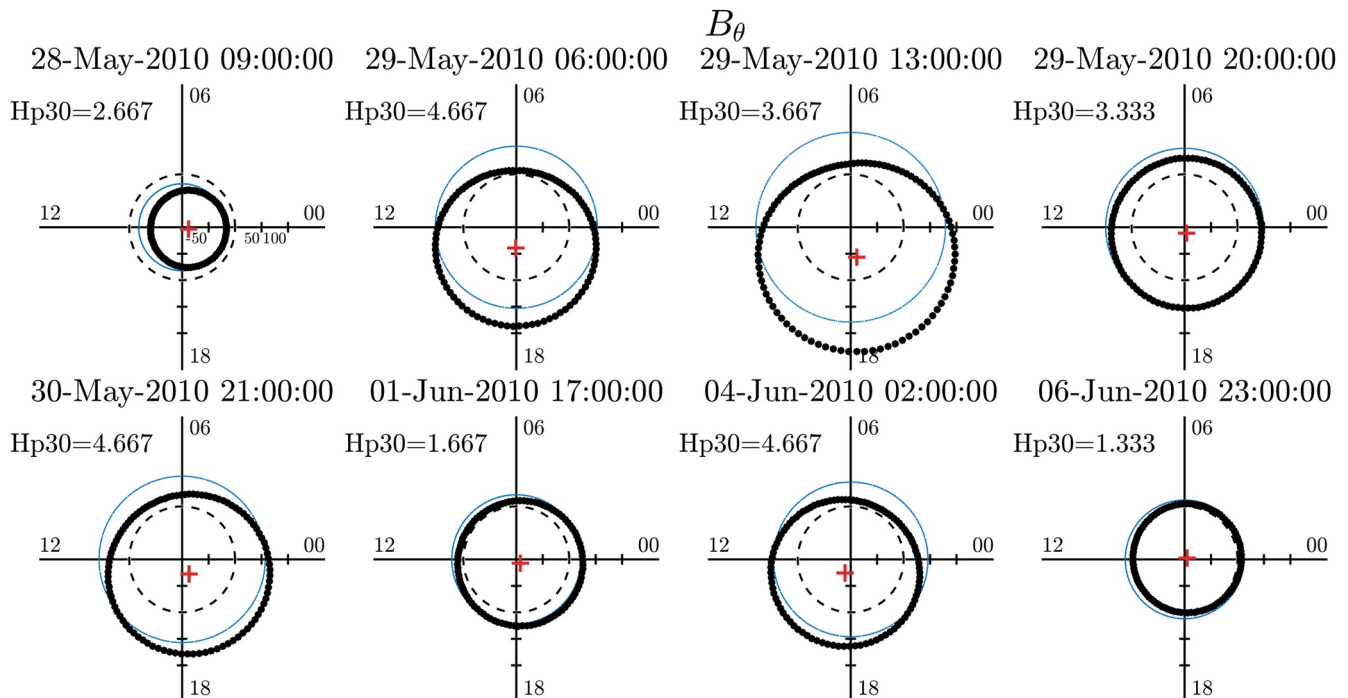 B_θ
28-May-2010 09:00:00
29-May-2010 06:00:00
29-May-2010 13:00:00
29-May-2010 20:00:00
Hp30=2.667
06
Hp30=4.667
06
Hp30=3.667
06
Hp30=3.333
06
12
-50
50
100
00
12
00
12
00
12
00
18
18
18
18
30-May-2010 21:00:00
01-Jun-2010 17:00:00
04-Jun-2010 02:00:00
06-Jun-2010 23:00:00
Hp30=4.667
06
Hp30=1.667
06
Hp30=4.667
06
Hp30=1.333
06
12
00
12
00
12
00
12
00
18
18
18
18